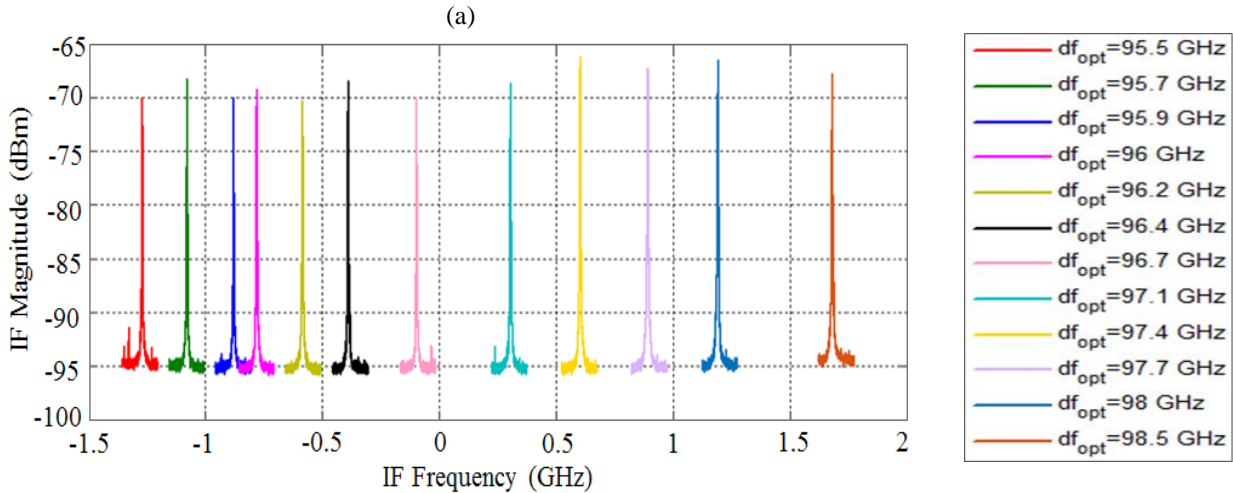 (a)
-65
-70
-75
-80
-85
-90
-95
-100
IF Magnitude (dBm)
-1.5 -1 -0.5 0 0.5 1 1.5 2
IF Frequency (GHz)
df_opt=95.5 GHz
df_opt=95.7 GHz
df_opt=95.9 GHz
df_opt=96 GHz
df_opt=96.2 GHz
df_opt=96.4 GHz
df_opt=96.7 GHz
df_opt=97.1 GHz
df_opt=97.4 GHz
df_opt=97.7 GHz
df_opt=98 GHz
df_opt=98.5 GHz